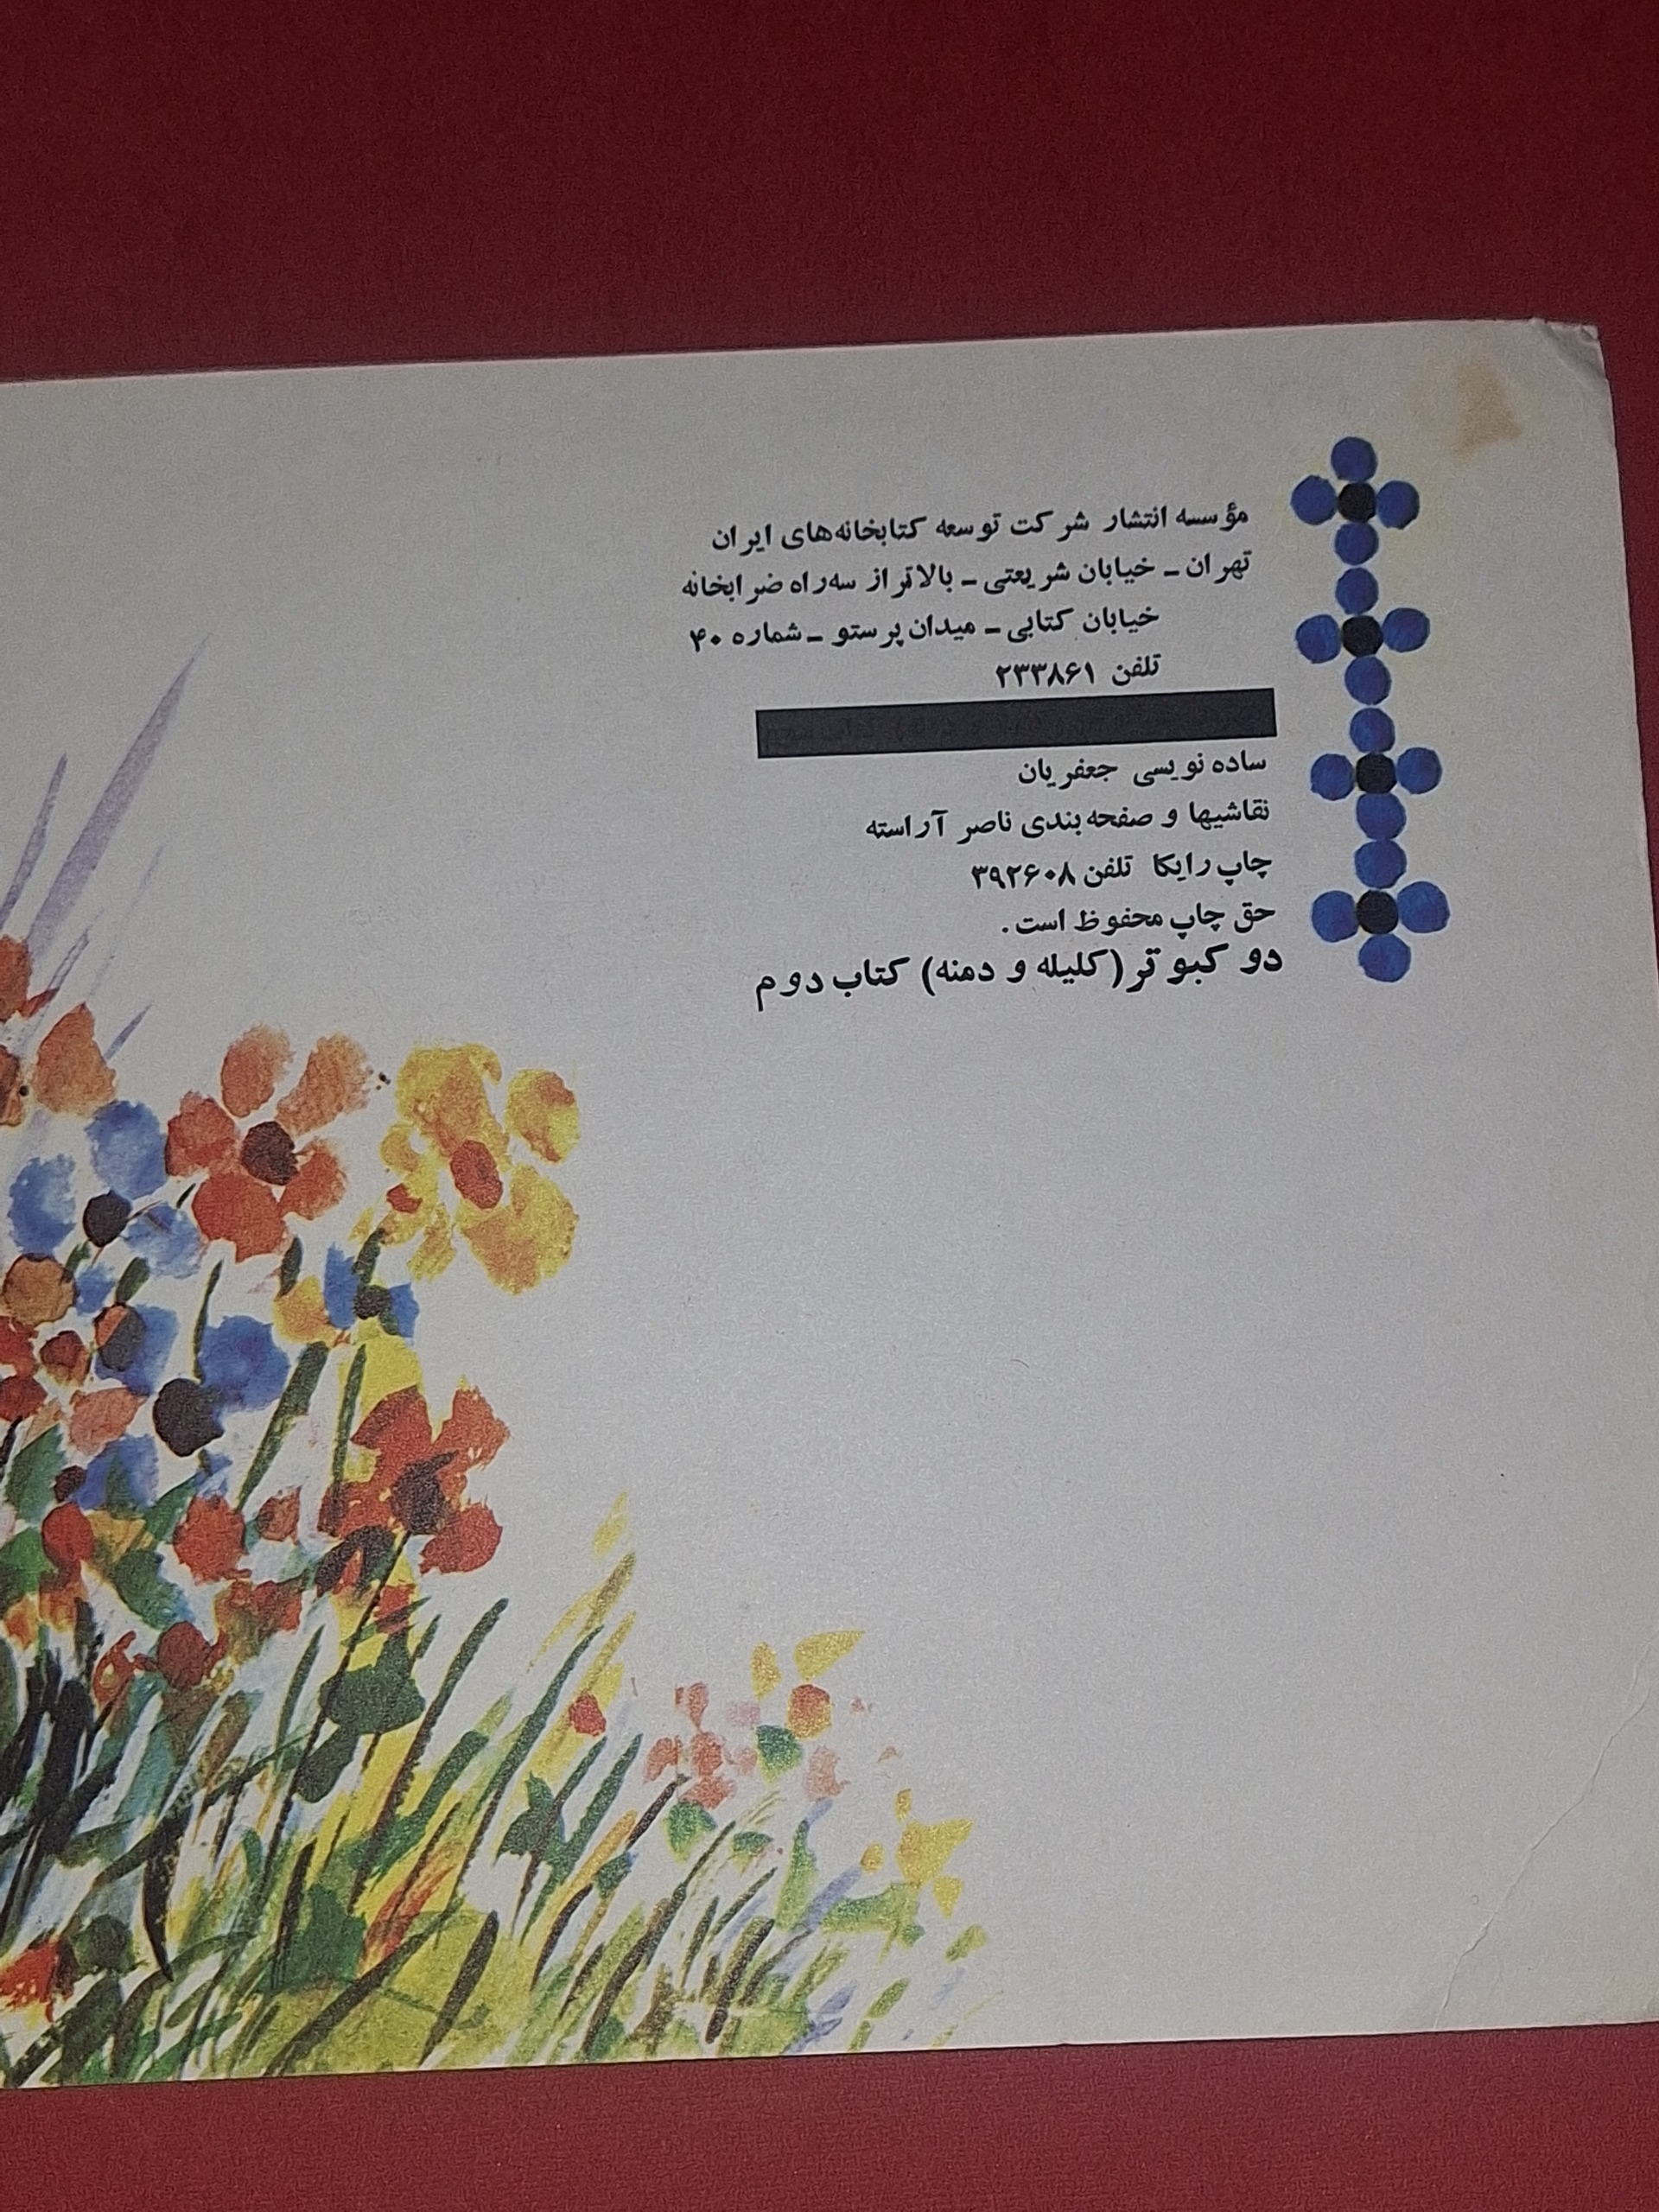 مؤسسه انتشار شرکت توسعه کتابخانه‌های ایران
تهران ـ خیابان شریعتی ـ بالاتر از سه‌راه ضرابخانه
خیابان کتابی ـ میدان پرستو ـ شماره ۴۰
تلفن ۲۳۳۸۶۱
ساده نویسی جعفریان
نقاشیها و صفحه بندی ناصر آراسته
چاپ رایکا تلفن ۳۹۲۶۰۸
حق چاپ محفوظ است.
دو کبوتر (کلیله و دمنه) کتاب دوم